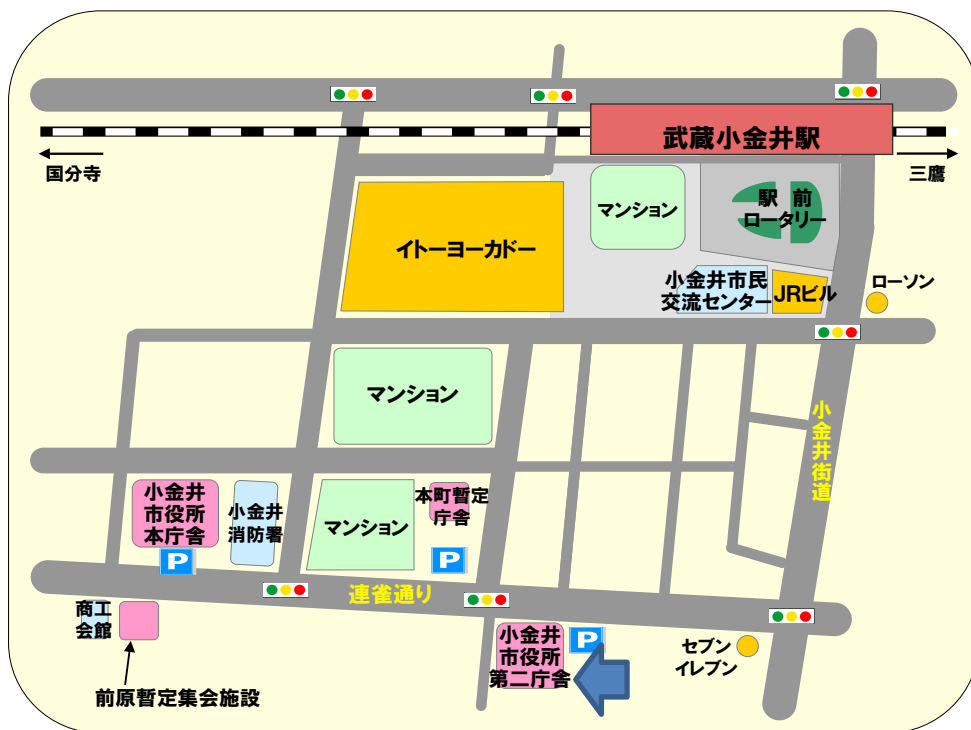 武蔵小金井駅
国分寺
三鷹
マンション
駅　前
ロータリー
イトーヨーカドー
小金井市民
交流センター
JRビル
ローソン
マンション
小金井街道
小金井
市役所
本庁舎
P
小金井
消防署
マンション
本町暫定
庁舎
P
連雀通り
商工
会館
前原暫定集会施設
小金井
市役所
第二庁舎
P
セブン
イレブン